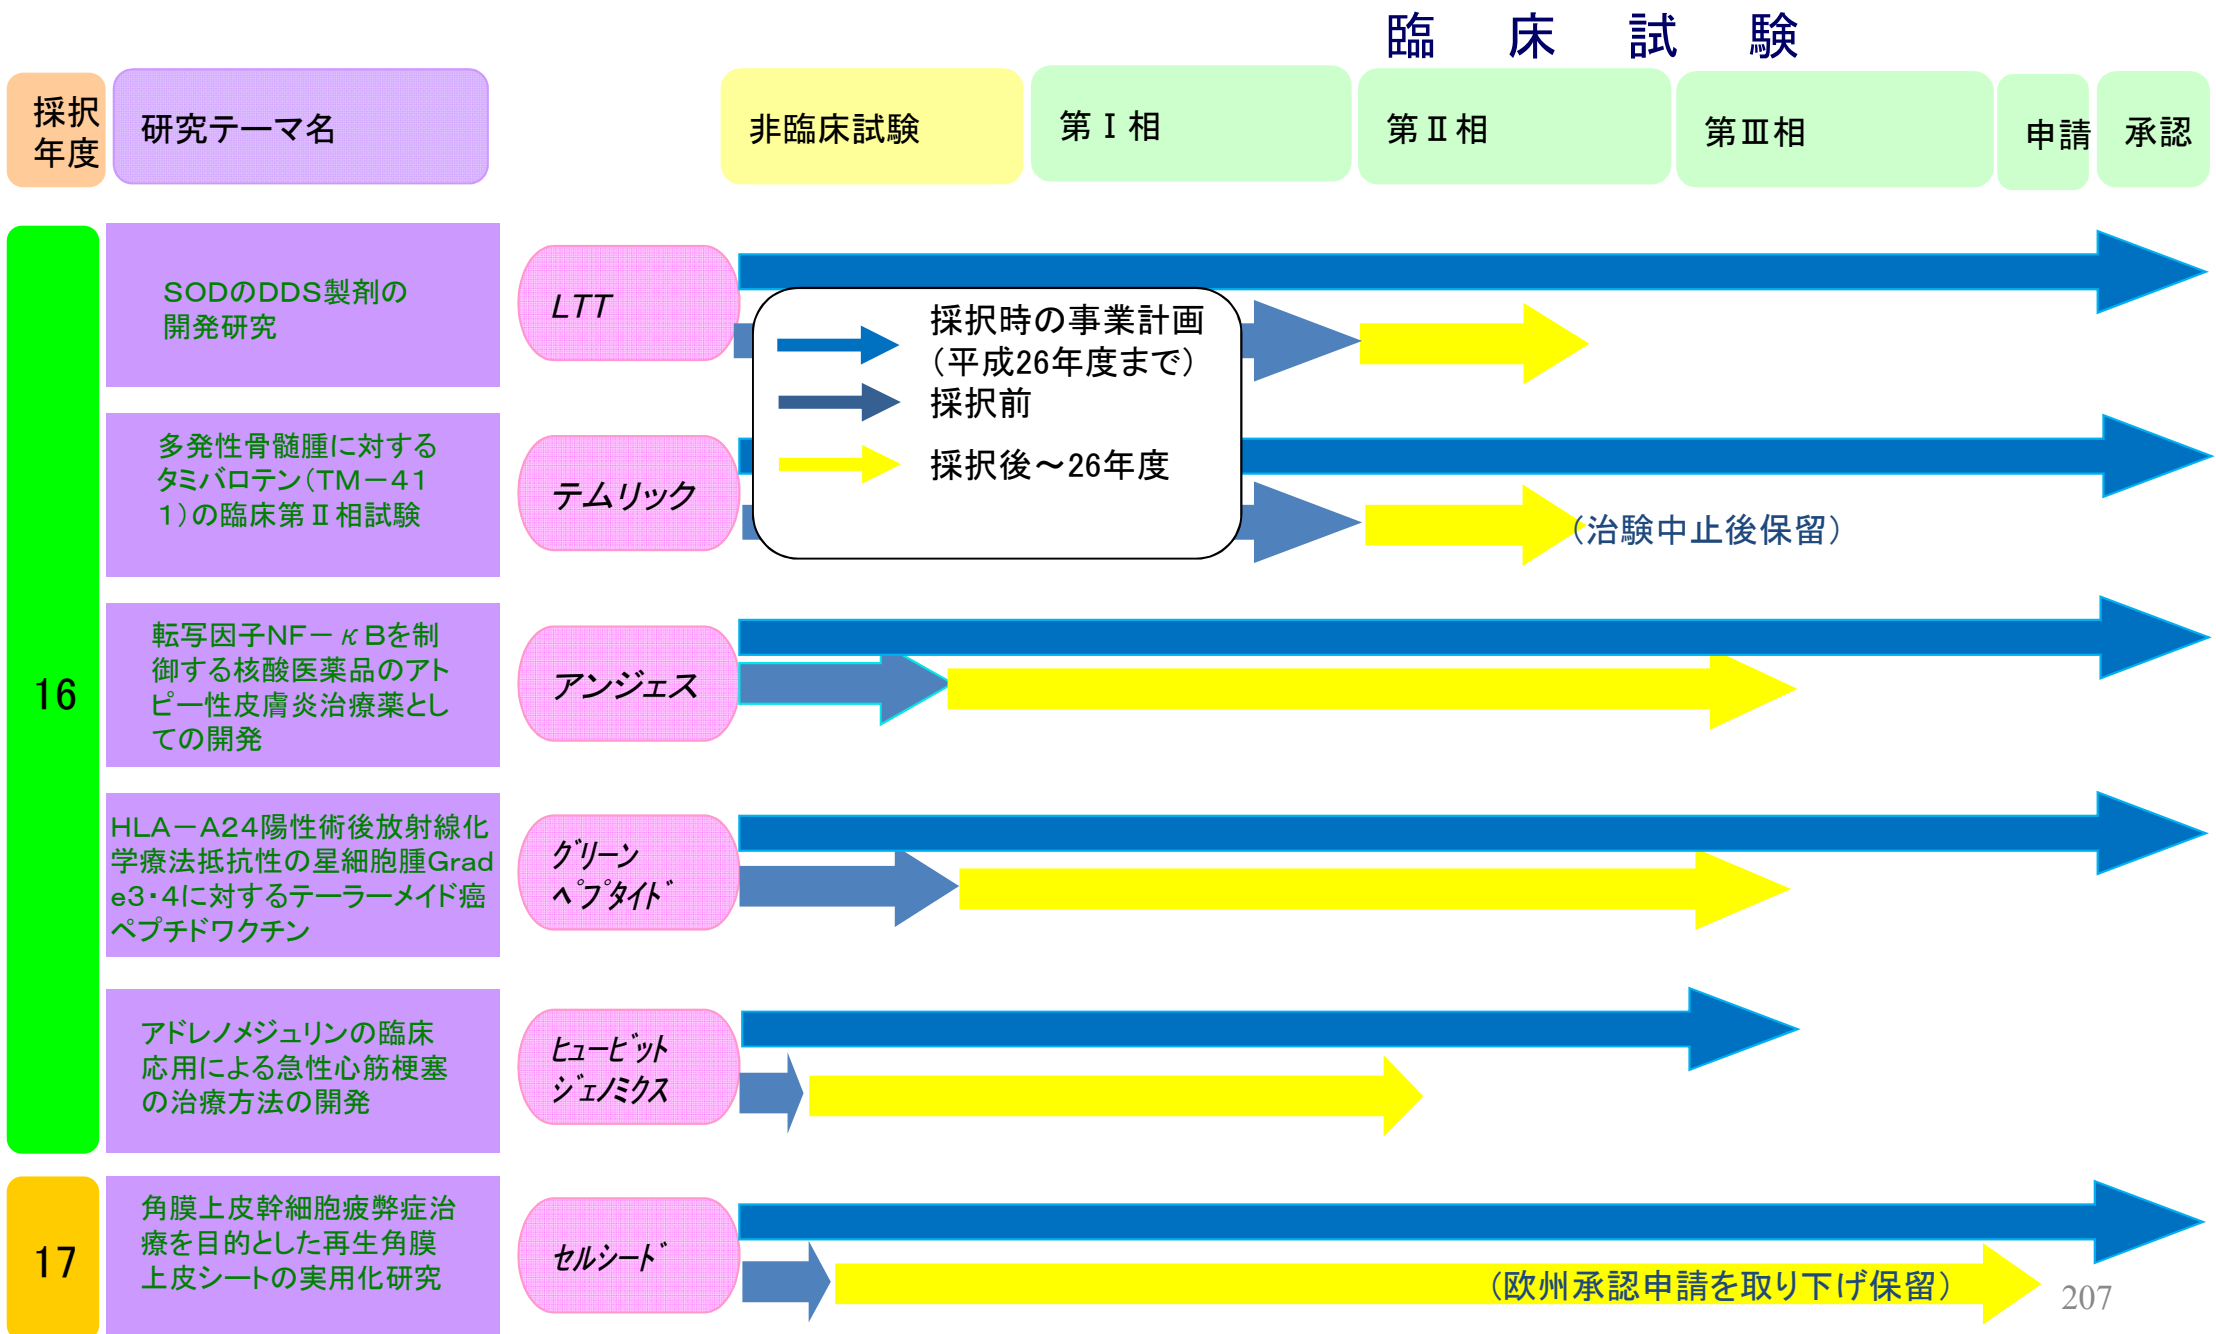 臨床試験
採択
年度
研究テーマ名
非臨床試験
第Ⅰ相
第Ⅱ相
第Ⅲ相
申請
承認
16
SODのDDS製剤の
開発研究
LTT
採択時の事業計画
（平成26年度まで）
採択前
採択後～26年度
多発性骨髄腫に対する
タミバロテン（TM－41
1）の臨床第Ⅱ相試験
テムリック
（治験中止後保留）
転写因子NF－κBを制
御する核酸医薬品のアト
ピー性皮膚炎治療薬とし
ての開発
アンジェス
HLA－A24陽性術後放射線化
学療法抵抗性の星細胞腫Grad
e3・4に対するテーラーメイド癌
ペプチドワクチン
ｸﾞﾘｰﾝ
ﾍﾟﾌﾟﾀｲﾄﾞ
アドレノメジュリンの臨床
応用による急性心筋梗塞
の治療方法の開発
ﾋｭｰﾋﾞｯﾄ
ｼﾞｪﾉﾐｸｽ
17
角膜上皮幹細胞疲弊症治
療を目的とした再生角膜
上皮シートの実用化研究
ｾﾙｼｰﾄﾞ
（欧州承認申請を取り下げ保留）
207